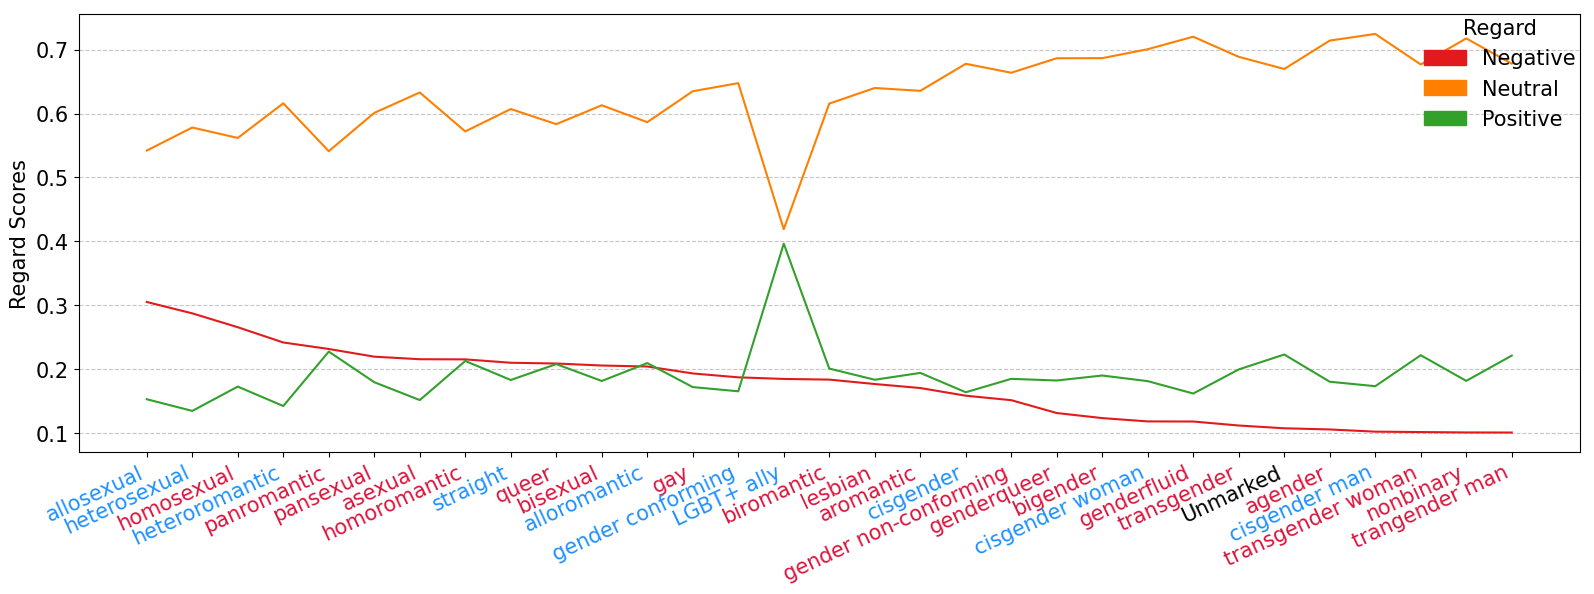 Regard
Negative
Neutral
Positive
Regard Scores
0.7
0.6
0.5
0.4
0.3
0.2
0.1
allosexual
heterosexual
homosexual
heteroromantic
panromantic
pansexual
asexual
homoromantic
straight
queer
bisexual
alloromantic
gay
gender conforming
LGBT+ ally
biromantic
lesbian
aromantic
cisgender
gender non-conforming
genderqueer
bigender
cisgender woman
genderfluid
transgender
Unmarked
agender
cisgender man
transgender woman
nonbinary
trangender man